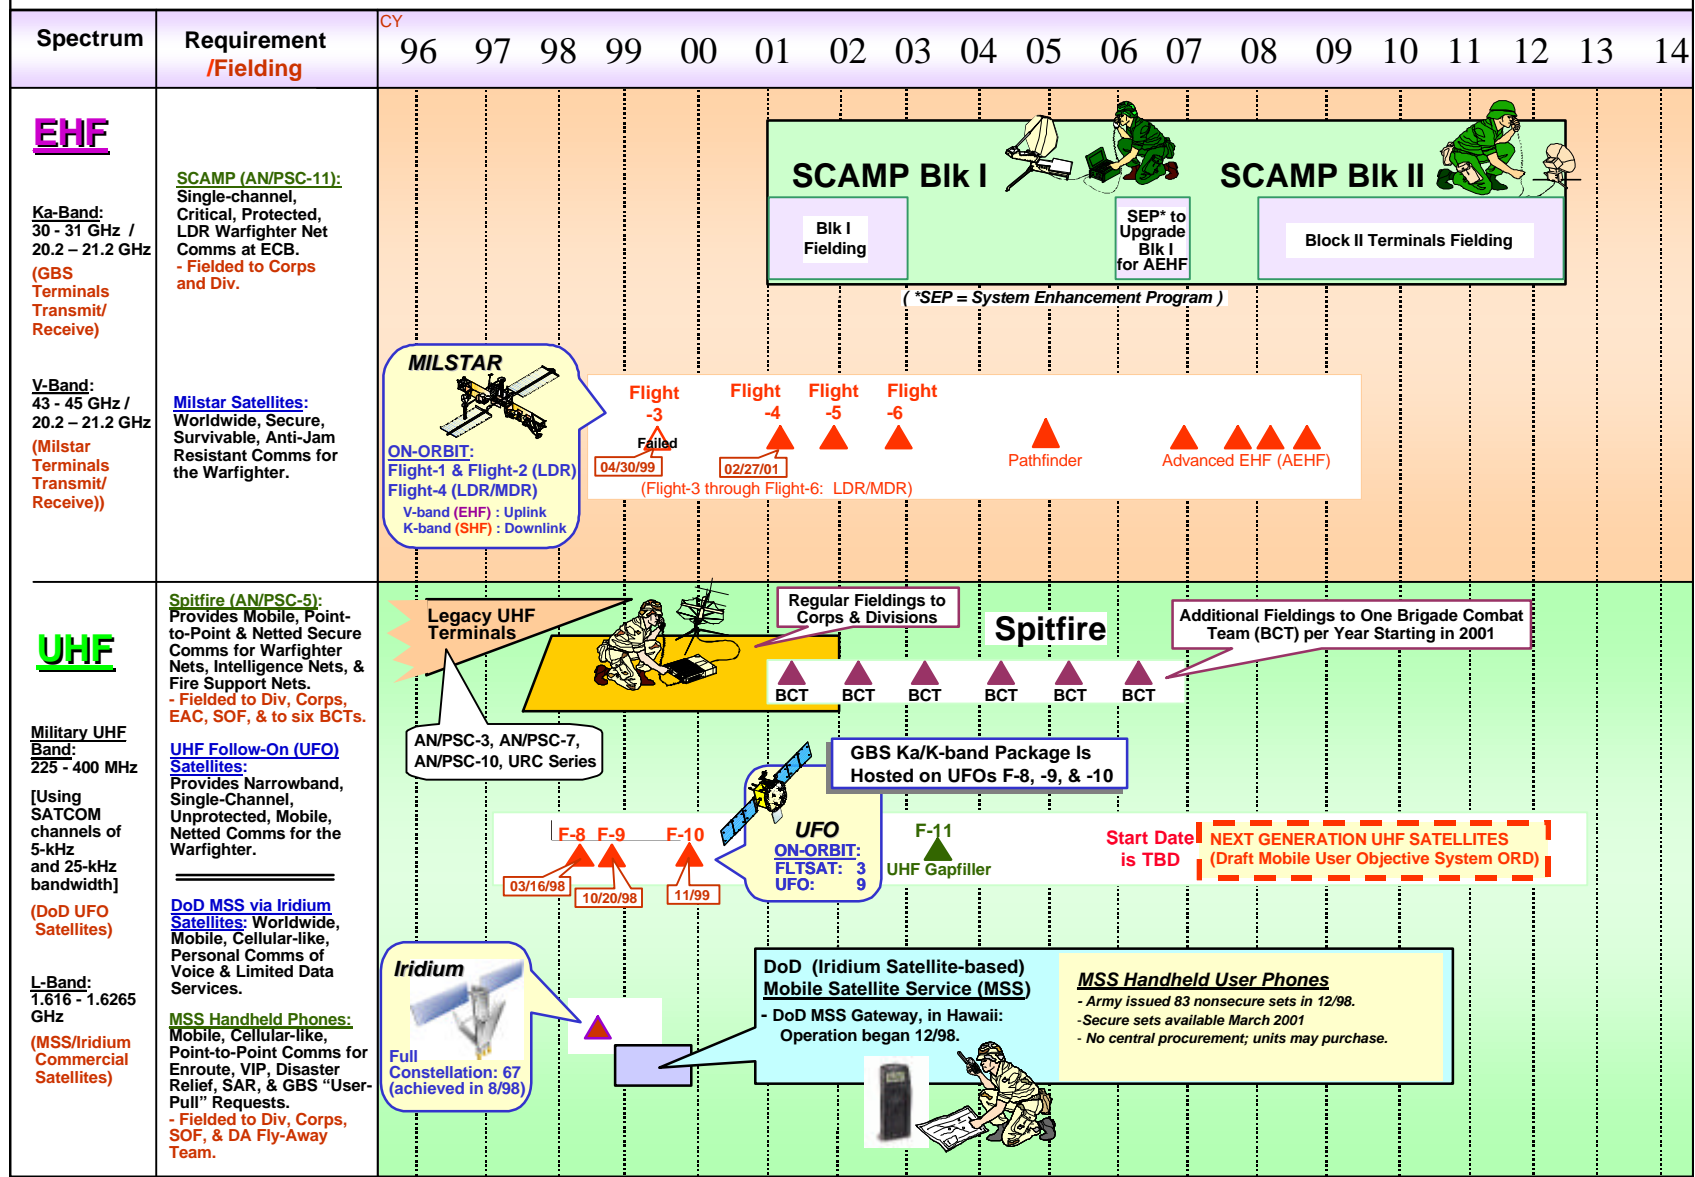 CY
Spectrum
Requirement
/Fielding
96 97 98 99 00 01 02 03 04 05 06 07 08 09 10 11 12 13 14
EHF
Ka-Band:
30 - 31 GHz /
20.2 – 21.2 GHz
(GBS
Terminals
Transmit/
Receive)
V-Band:
43 - 45 GHz /
20.2 – 21.2 GHz
(Milstar
Terminals
Transmit/
Receive))
SCAMP (AN/PSC-11):
Single-channel,
Critical, Protected,
LDR Warfighter Net
Comms at ECB.
- Fielded to Corps
and Div.
Milstar Satellites:
Worldwide, Secure,
Survivable, Anti-Jam
Resistant Comms for
the Warfighter.
SCAMP Blk I
SCAMP Blk II
Blk I
Fielding
SEP* to
Upgrade
Blk I
for AEHF
Block II Terminals Fielding
( *SEP = System Enhancement Program )
MILSTAR
ON-ORBIT:
Flight-1 & Flight-2 (LDR)
Flight-4 (LDR/MDR)
V-band (EHF) : Uplink
K-band (SHF) : Downlink
Flight
-3
Failed
04/30/99
Flight
-4
02/27/01
Flight
-5
Flight
-6
(Flight-3 through Flight-6: LDR/MDR)
Pathfinder
Advanced EHF (AEHF)
UHF
Military UHF
Band:
225 - 400 MHz
[Using
SATCOM
channels of
5-kHz
and 25-kHz
bandwidth]
(DoD UFO
Satellites)
L-Band:
1.616 - 1.6265
GHz
(MSS/Iridium
Commercial
Satellites)
Spitfire (AN/PSC-5):
Provides Mobile, Point-
to-Point & Netted Secure
Comms for Warfighter
Nets, Intelligence Nets, &
Fire Support Nets.
- Fielded to Div, Corps,
EAC, SOF, & to six BCTs.
UHF Follow-On (UFO)
Satellites:
Provides Narrowband,
Single-Channel,
Unprotected, Mobile,
Netted Comms for the
Warfighter.
DoD MSS via Iridium
Satellites: Worldwide,
Mobile, Cellular-like,
Personal Comms of
Voice & Limited Data
Services.
MSS Handheld Phones:
Mobile, Cellular-like,
Point-to-Point Comms for
Enroute, VIP, Disaster
Relief, SAR, & GBS “User-
Pull” Requests.
- Fielded to Div, Corps,
SOF, & DA Fly-Away
Team.
Legacy UHF
Terminals
AN/PSC-3, AN/PSC-7,
AN/PSC-10, URC Series
Regular Fieldings to
Corps & Divisions
Spitfire
Additional Fieldings to One Brigade Combat
Team (BCT) per Year Starting in 2001
BCT BCT BCT BCT BCT BCT
GBS Ka/K-band Package Is
Hosted on UFOs F-8, -9, & -10
F-8 F-9 F-10
03/16/98
10/20/98
11/99
UFO
ON-ORBIT:
FLTSAT: 3
UFO: 9
F-11
UHF Gapfiller
Start Date
is TBD
NEXT GENERATION UHF SATELLITES
(Draft Mobile User Objective System ORD)
Iridium
Full
Constellation: 67
(achieved in 8/98)
DoD (Iridium Satellite-based)
Mobile Satellite Service (MSS)
- DoD MSS Gateway, in Hawaii:
Operation began 12/98.
MSS Handheld User Phones
- Army issued 83 nonsecure sets in 12/98.
-Secure sets available March 2001
- No central procurement; units may purchase.